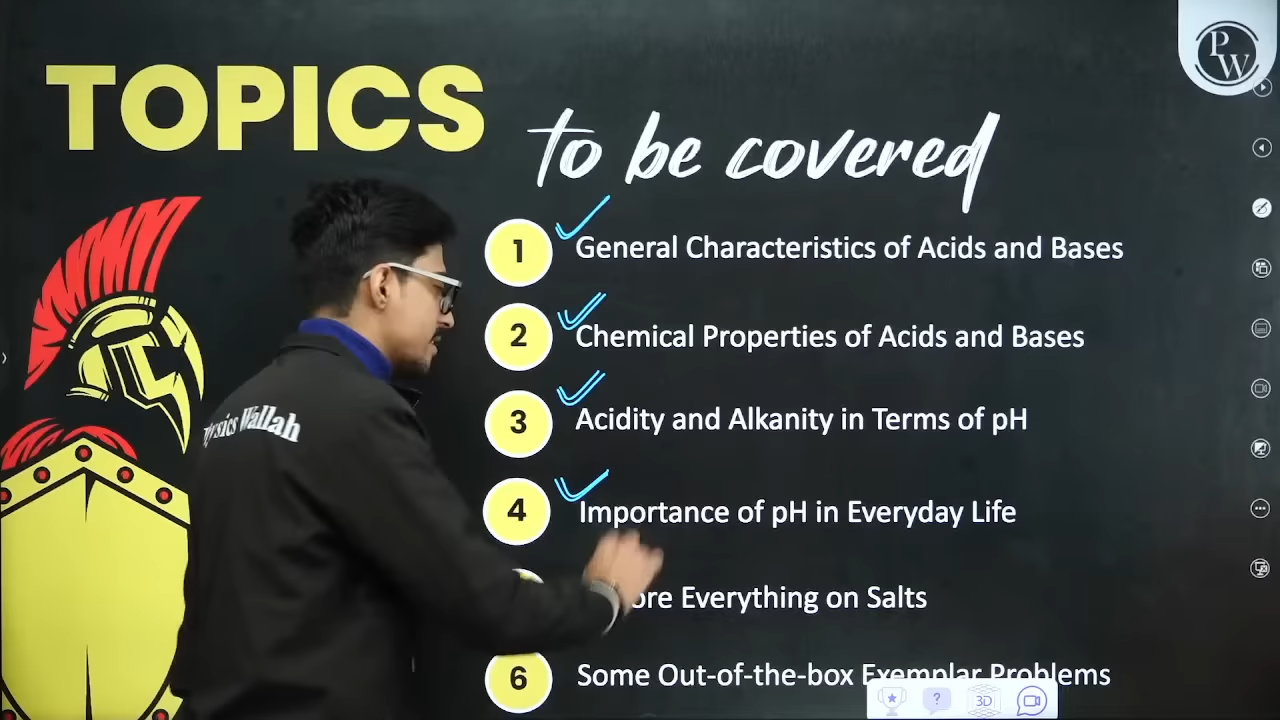 TOPICS
to be covered
PW
1 General Characteristics of Acids and Bases
2 Chemical Properties of Acids and Bases
3 Acidity and Alkanity in Terms of pH
Wallah
4 Importance of pH in Everyday Life
Everything on Salts
6 Some Out-of-the-box Exemplar Problems
?
3D